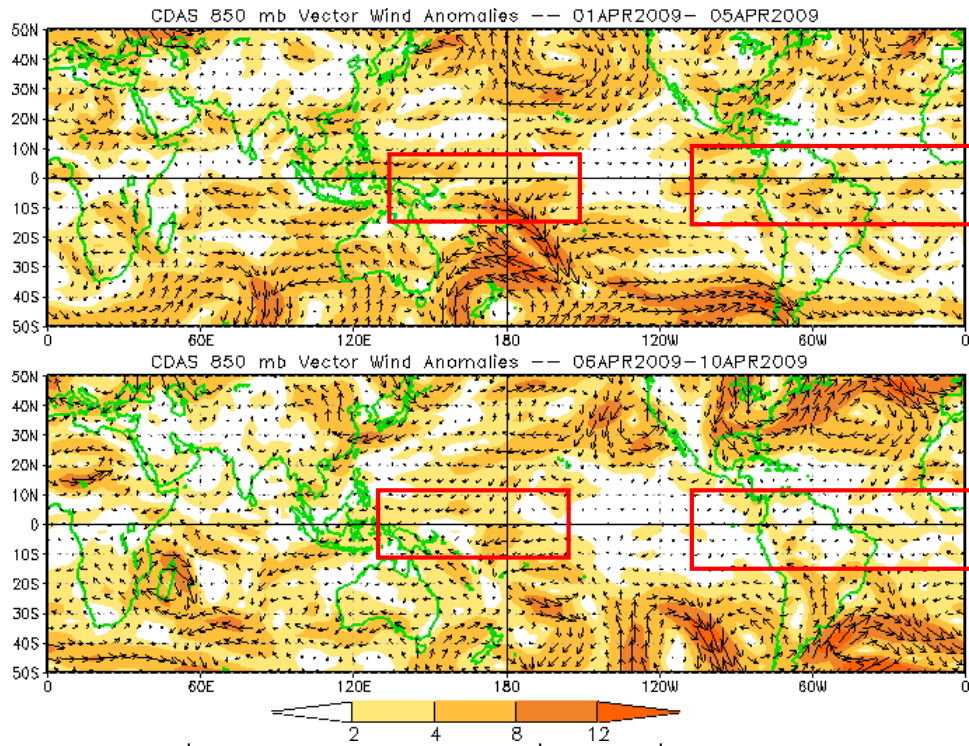 CDAS 850 mb Vector Wind Anomalies -- 01APR2009- 05APR2009
50N
40N
30N
20N
10N
0
10S
20S
30S
40S
50S
0 60E 120E 180 120W 60W 0
CDAS 850 mb Vector Wind Anomalies -- 06APR2009-10APR2009
50N
40N
30N
20N
10N
0
10S
20S
30S
40S
50S
0 60E 120E 180 120W 60W 0
2 4 8 12